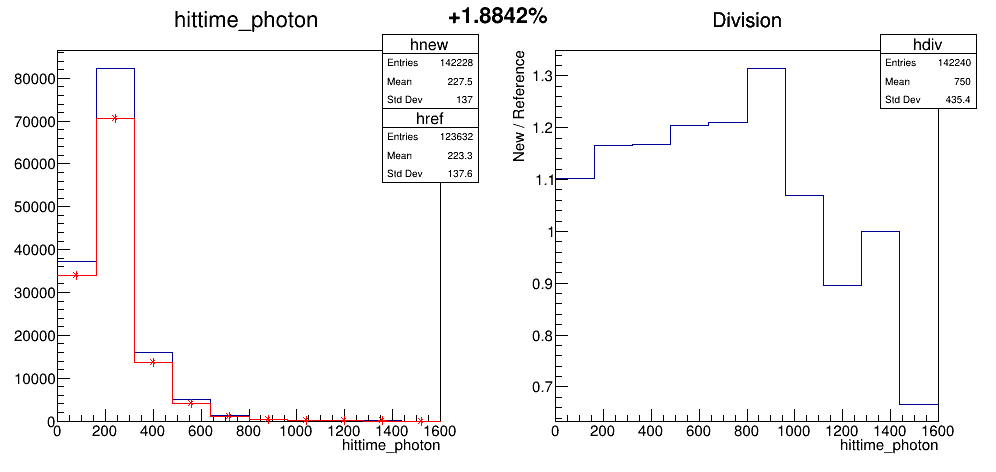 +1.8842%
hittime_photon
hnew
Entries 142228
Mean 227.5
Std Dev 137
href
Entries 123632
Mean 223.3
Std Dev 137.6
80000
70000
60000
50000
40000
30000
20000
10000
0
0 200 400 600 800 1000 1200 1400 1600
hittime_photon
Division
hdiv
Entries 142240
Mean 750
Std Dev 435.4
New / Reference
1.3
1.2
1.1
1
0.9
0.8
0.7
0 200 400 600 800 1000 1200 1400 1600
hittime_photon